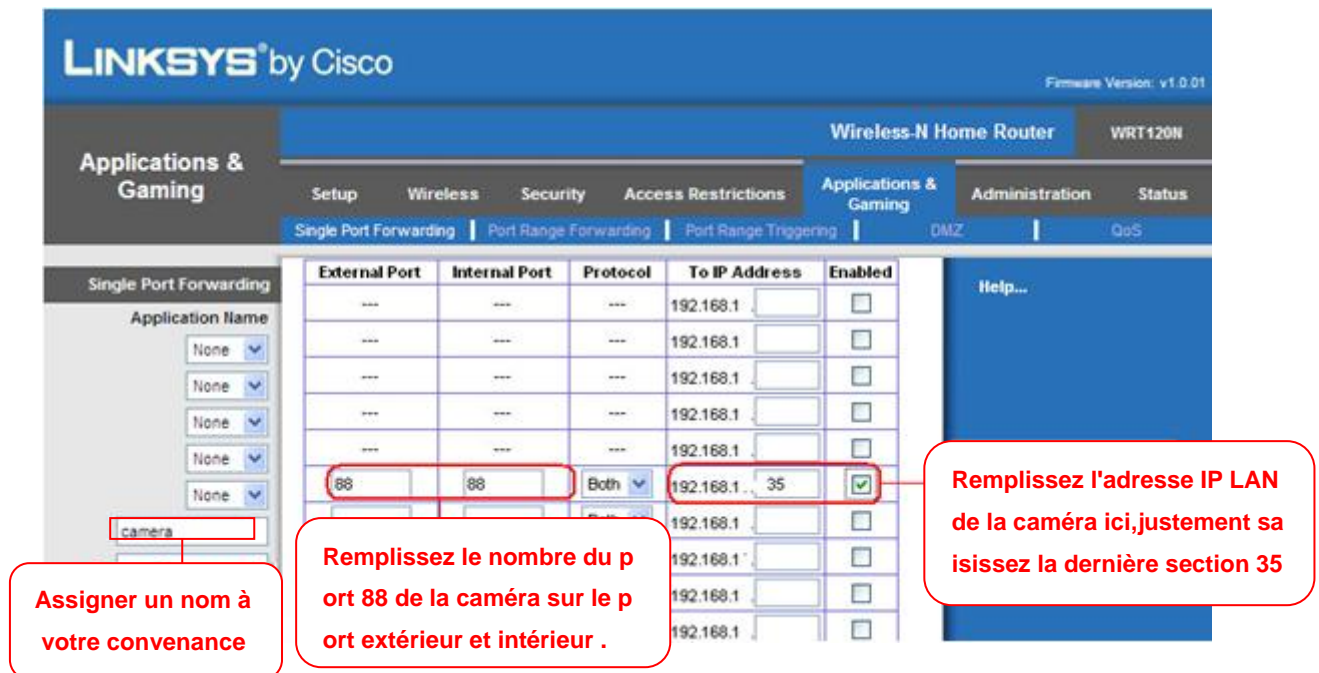 LINKSYS® by Cisco
Firmware Version: v1.0.01
Wireless-N Home Router WRT120N
Applications &
Gaming
Setup Wireless Security Access Restrictions Applications & Gaming Administration Status
Single Port Forwarding Port Range Forwarding Port Range Triggering DMZ QoS
Single Port Forwarding
Application Name
None
None
None
None
None
camera
External Port Internal Port Protocol To IP Address Enabled
--- --- --- 192.168.1 .
--- --- --- 192.168.1
--- --- --- 192.168.1 .
--- --- --- 192.168.1 .
--- --- --- 192.168.1 .
88 88 Both 192.168.1 . 35
192.168.1 .
192.168.1 .
192.168.1 .
192.168.1 .
Help...
Assigner un nom à
votre convenance
Remplissez le nombre du p
ort 88 de la caméra sur le p
ort extérieur et intérieur .
Remplissez l'adresse IP LAN
de la caméra ici,justement sa
isissez la dernière section 35